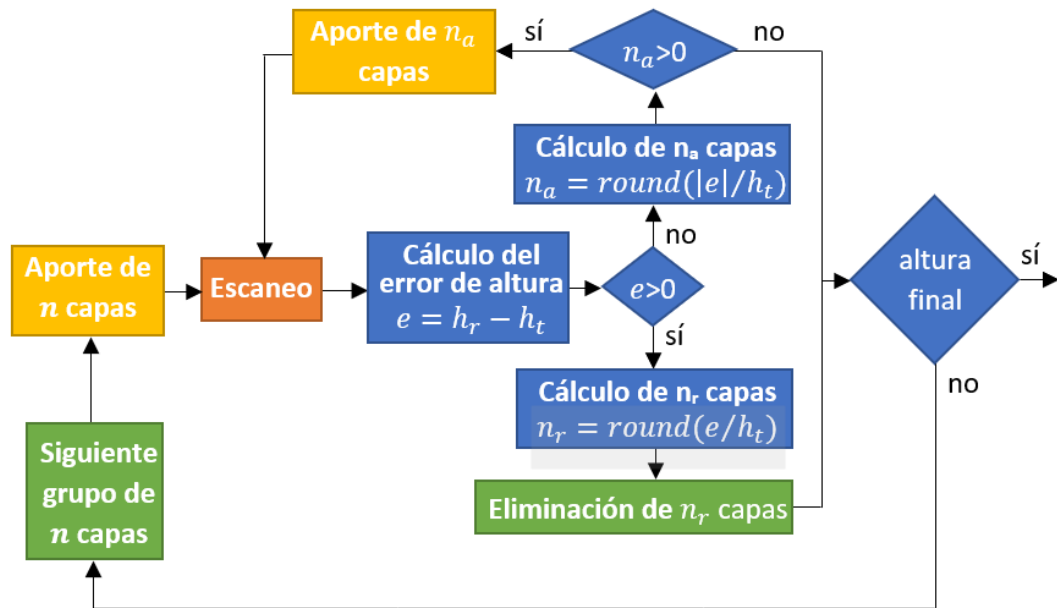 Aporte de $n_a$
capas
sí
$n_a$>0
no
Cálculo de nₐ capas
$n_a = round(|e|/h_t)$
no
Aporte de
$n$ capas
Escaneo
Cálculo del
error de altura
$e = h_r - h_t$
$e$>0
altura
final
sí
sí
no
Cálculo de nᵣ capas
$n_r = round(e/h_t)$
Siguiente
grupo de
$n$ capas
Eliminación de $n_r$ capas